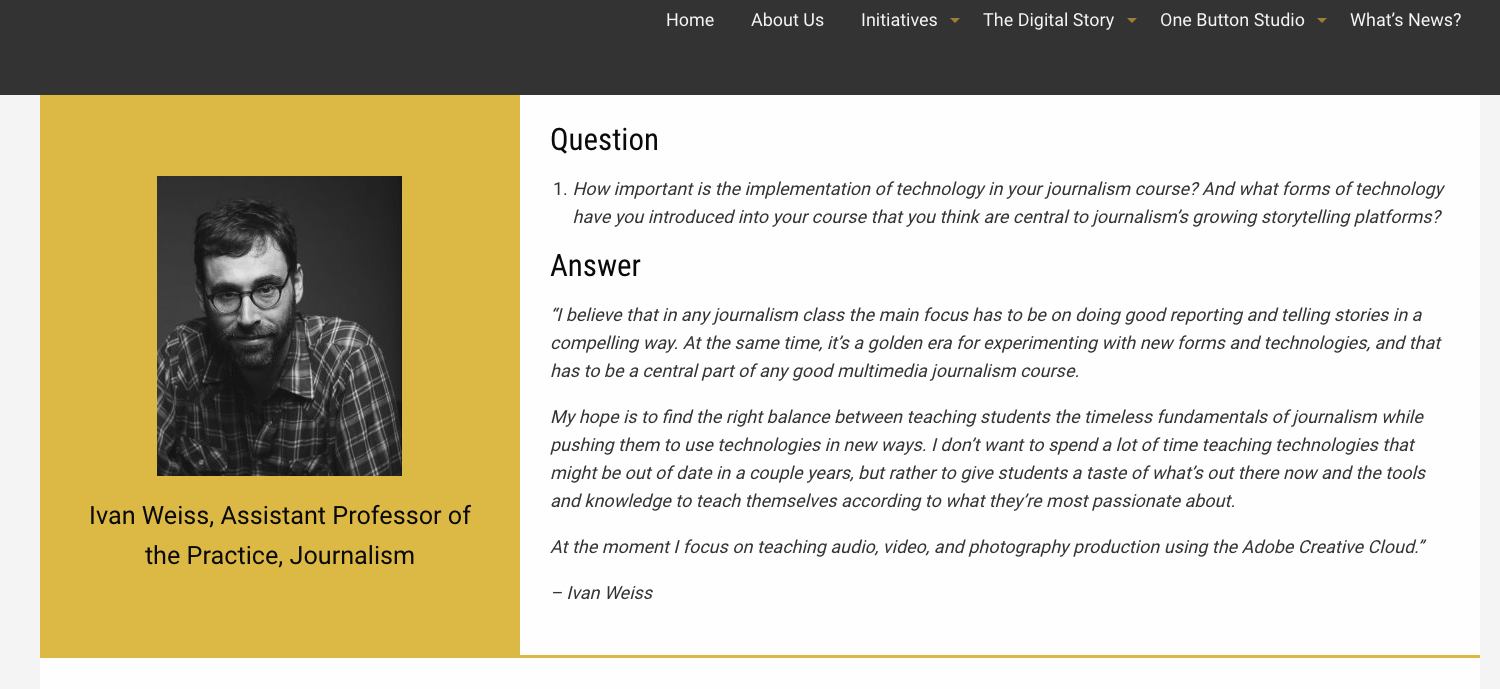 Home About Us Initiatives The Digital Story One Button Studio What’s News?
Ivan Weiss, Assistant Professor of
the Practice, Journalism
Question
1. How important is the implementation of technology in your journalism course? And what forms of technology
have you introduced into your course that you think are central to journalism’s growing storytelling platforms?
Answer
“I believe that in any journalism class the main focus has to be on doing good reporting and telling stories in a
compelling way. At the same time, it’s a golden era for experimenting with new forms and technologies, and that
has to be a central part of any good multimedia journalism course.
My hope is to find the right balance between teaching students the timeless fundamentals of journalism while
pushing them to use technologies in new ways. I don’t want to spend a lot of time teaching technologies that
might be out of date in a couple years, but rather to give students a taste of what’s out there now and the tools
and knowledge to teach themselves according to what they’re most passionate about.
At the moment I focus on teaching audio, video, and photography production using the Adobe Creative Cloud.”
– Ivan Weiss